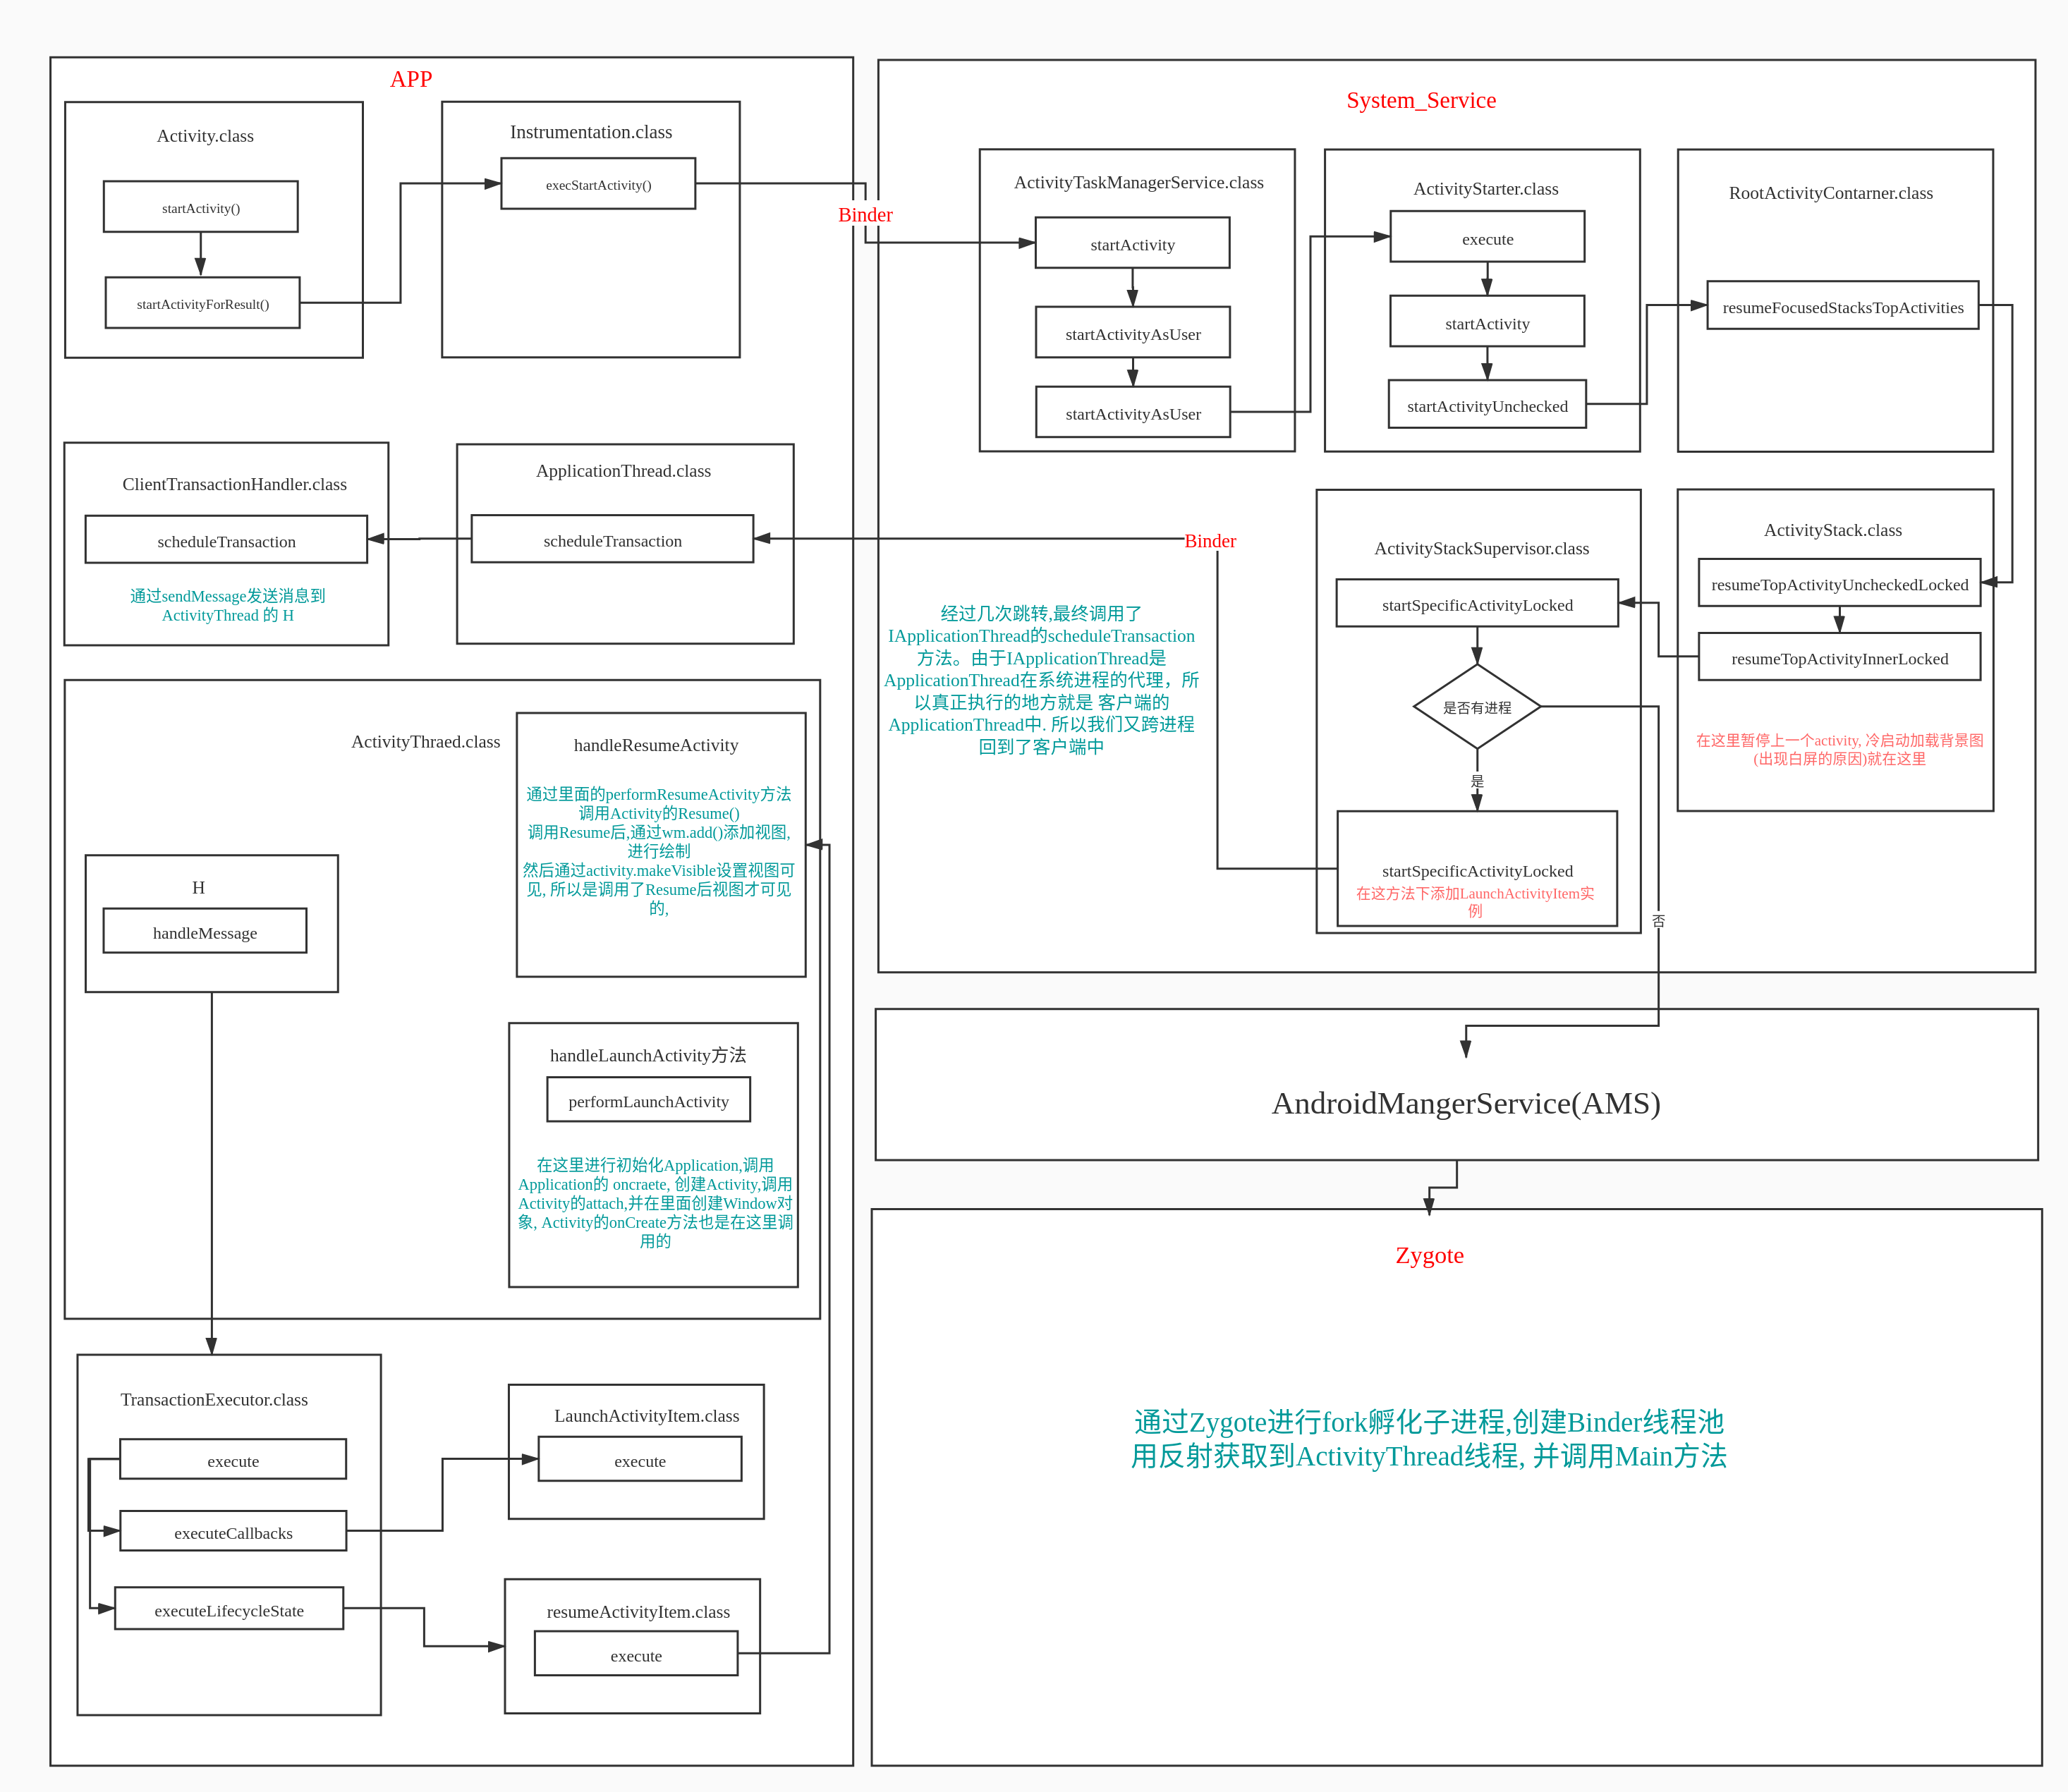 APP
Activity.class
startActivity()
startActivityForResult()
Instrumentation.class
execStartActivity()
Binder
System_Service
ActivityTaskManagerService.class
startActivity
startActivityAsUser
startActivityAsUser
ActivityStarter.class
execute
startActivity
startActivityUnchecked
RootActivityContarner.class
resumeFocusedStacksTopActivities
ActivityStack.class
resumeTopActivityUncheckedLocked
resumeTopActivityInnerLocked
在这里暂停上一个activity, 冷启动加载背景图
(出现白屏的原因)就在这里
ActivityStackSupervisor.class
startSpecificActivityLocked
是否有进程
是
否
startSpecificActivityLocked
在这方法下添加LaunchActivityItem实
例
Binder
经过几次跳转,最终调用了
IApplicationThread的scheduleTransaction
方法。由于IApplicationThread是
ApplicationThread在系统进程的代理，所
以真正执行的地方就是 客户端的
ApplicationThread中. 所以我们又跨进程
回到了客户端中
ApplicationThread.class
scheduleTransaction
ClientTransactionHandler.class
scheduleTransaction
通过sendMessage发送消息到
ActivityThread 的 H
ActivityThraed.class
handleResumeActivity
通过里面的performResumeActivity方法
调用Activity的Resume()
调用Resume后,通过wm.add()添加视图,
进行绘制
然后通过activity.makeVisible设置视图可
见, 所以是调用了Resume后视图才可见
的,
H
handleMessage
handleLaunchActivity方法
performLaunchActivity
在这里进行初始化Application,调用
Application的 oncraete, 创建Activity,调用
Activity的attach,并在里面创建Window对
象, Activity的onCreate方法也是在这里调
用的
TransactionExecutor.class
execute
executeCallbacks
executeLifecycleState
LaunchActivityItem.class
execute
resumeActivityItem.class
execute
AndroidMangerService(AMS)
Zygote
通过Zygote进行fork孵化子进程,创建Binder线程池
用反射获取到ActivityThread线程, 并调用Main方法